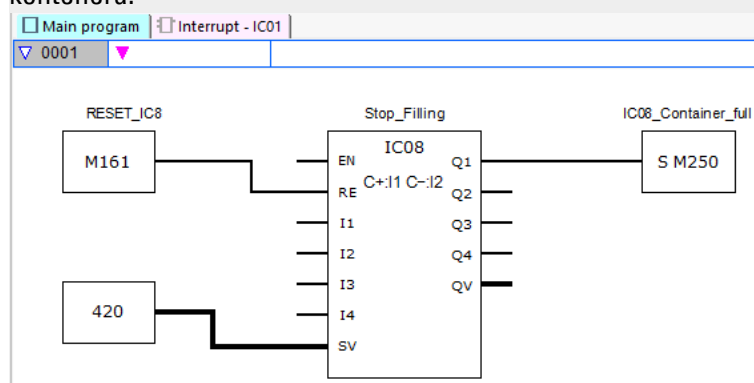 Main program Interrupt - IC01
0001
RESET_IC8 Stop_Filling IC08_Container_full
M161 IC08 S M250
C+:I1 C-:I2
EN Q1
RE Q2
I1 Q3
I2 Q4
I3 QV
I4
SV
420